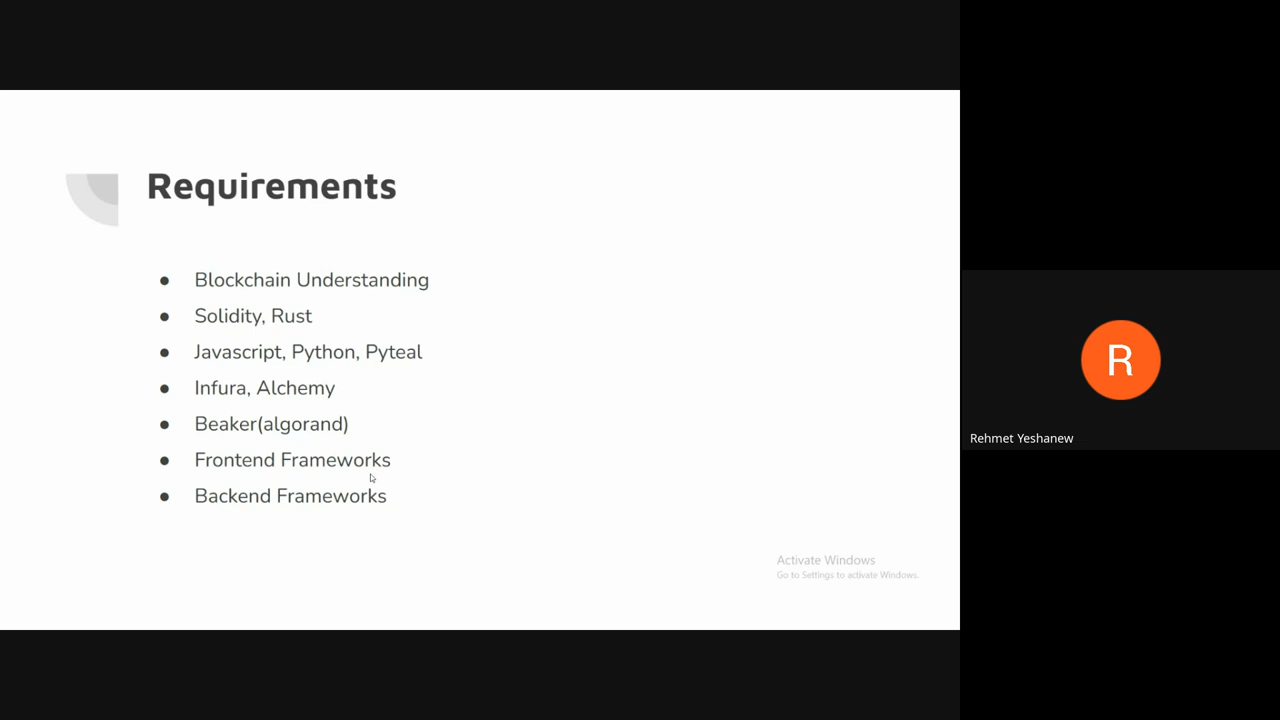 Requirements
● Blockchain Understanding
● Solidity, Rust
● Javascript, Python, Pyteal
● Infura, Alchemy
● Beaker(algorand)
● Frontend Frameworks
● Backend Frameworks
Activate Windows
Go to Settings to activate Windows.
R
Rehmet Yeshanew